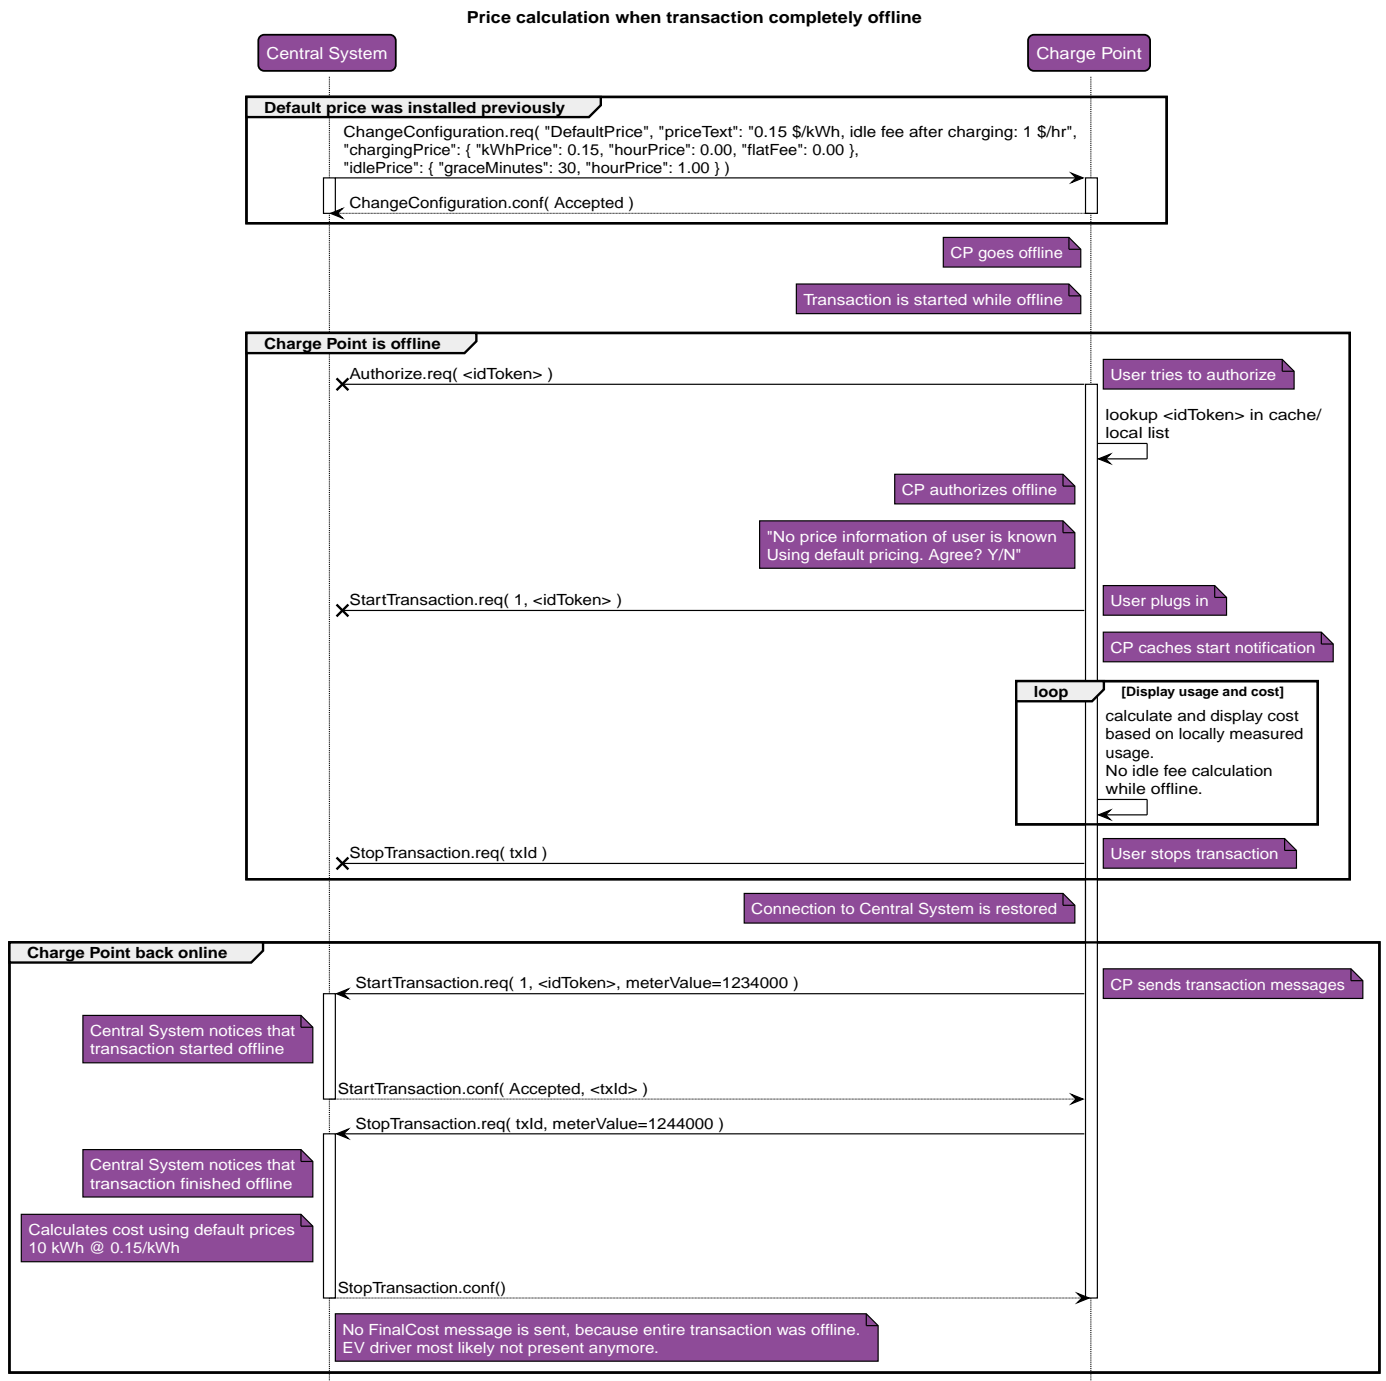 Price calculation when transaction completely offline
Central System
Charge Point
Default price was installed previously
ChangeConfiguration.req( "DefaultPrice", "priceText": "0.15 $/kWh, idle fee after charging: 1 $/hr",
"chargingPrice": { "kWhPrice": 0.15, "hourPrice": 0.00, "flatFee": 0.00 },
"idlePrice": { "graceMinutes": 30, "hourPrice": 1.00 } )
ChangeConfiguration.conf( Accepted )
CP goes offline
Transaction is started while offline
Charge Point is offline
Authorize.req( <idToken> )
User tries to authorize
lookup <idToken> in cache/
local list
CP authorizes offline
"No price information of user is known
Using default pricing. Agree? Y/N"
StartTransaction.req( 1, <idToken> )
User plugs in
CP caches start notification
loop
[Display usage and cost]
calculate and display cost
based on locally measured
usage.
No idle fee calculation
while offline.
StopTransaction.req( txId )
User stops transaction
Connection to Central System is restored
Charge Point back online
StartTransaction.req( 1, <idToken>, meterValue=1234000 )
CP sends transaction messages
Central System notices that
transaction started offline
StartTransaction.conf( Accepted, <txId> )
StopTransaction.req( txId, meterValue=1244000 )
Central System notices that
transaction finished offline
Calculates cost using default prices
10 kWh @ 0.15/kWh
StopTransaction.conf()
No FinalCost message is sent, because entire transaction was offline.
EV driver most likely not present anymore.